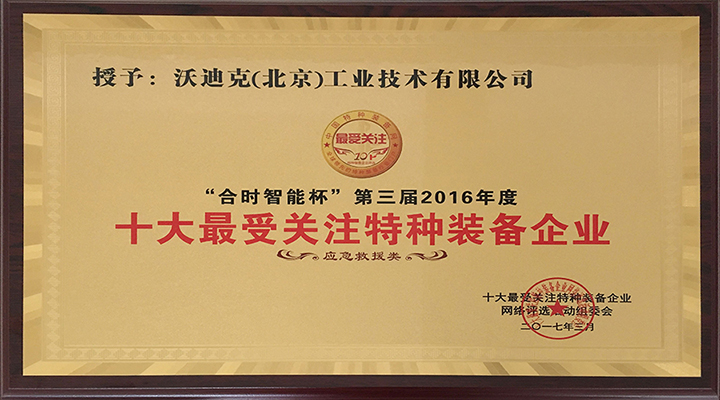 授予：沃迪克(北京)工业技术有限公司
最受关注
“合时智能杯”第三届2016年度
十大最受关注特种装备企业
应急救援类
十大最受关注特种装备企业
网络评选活动组委会
二〇一七年三月